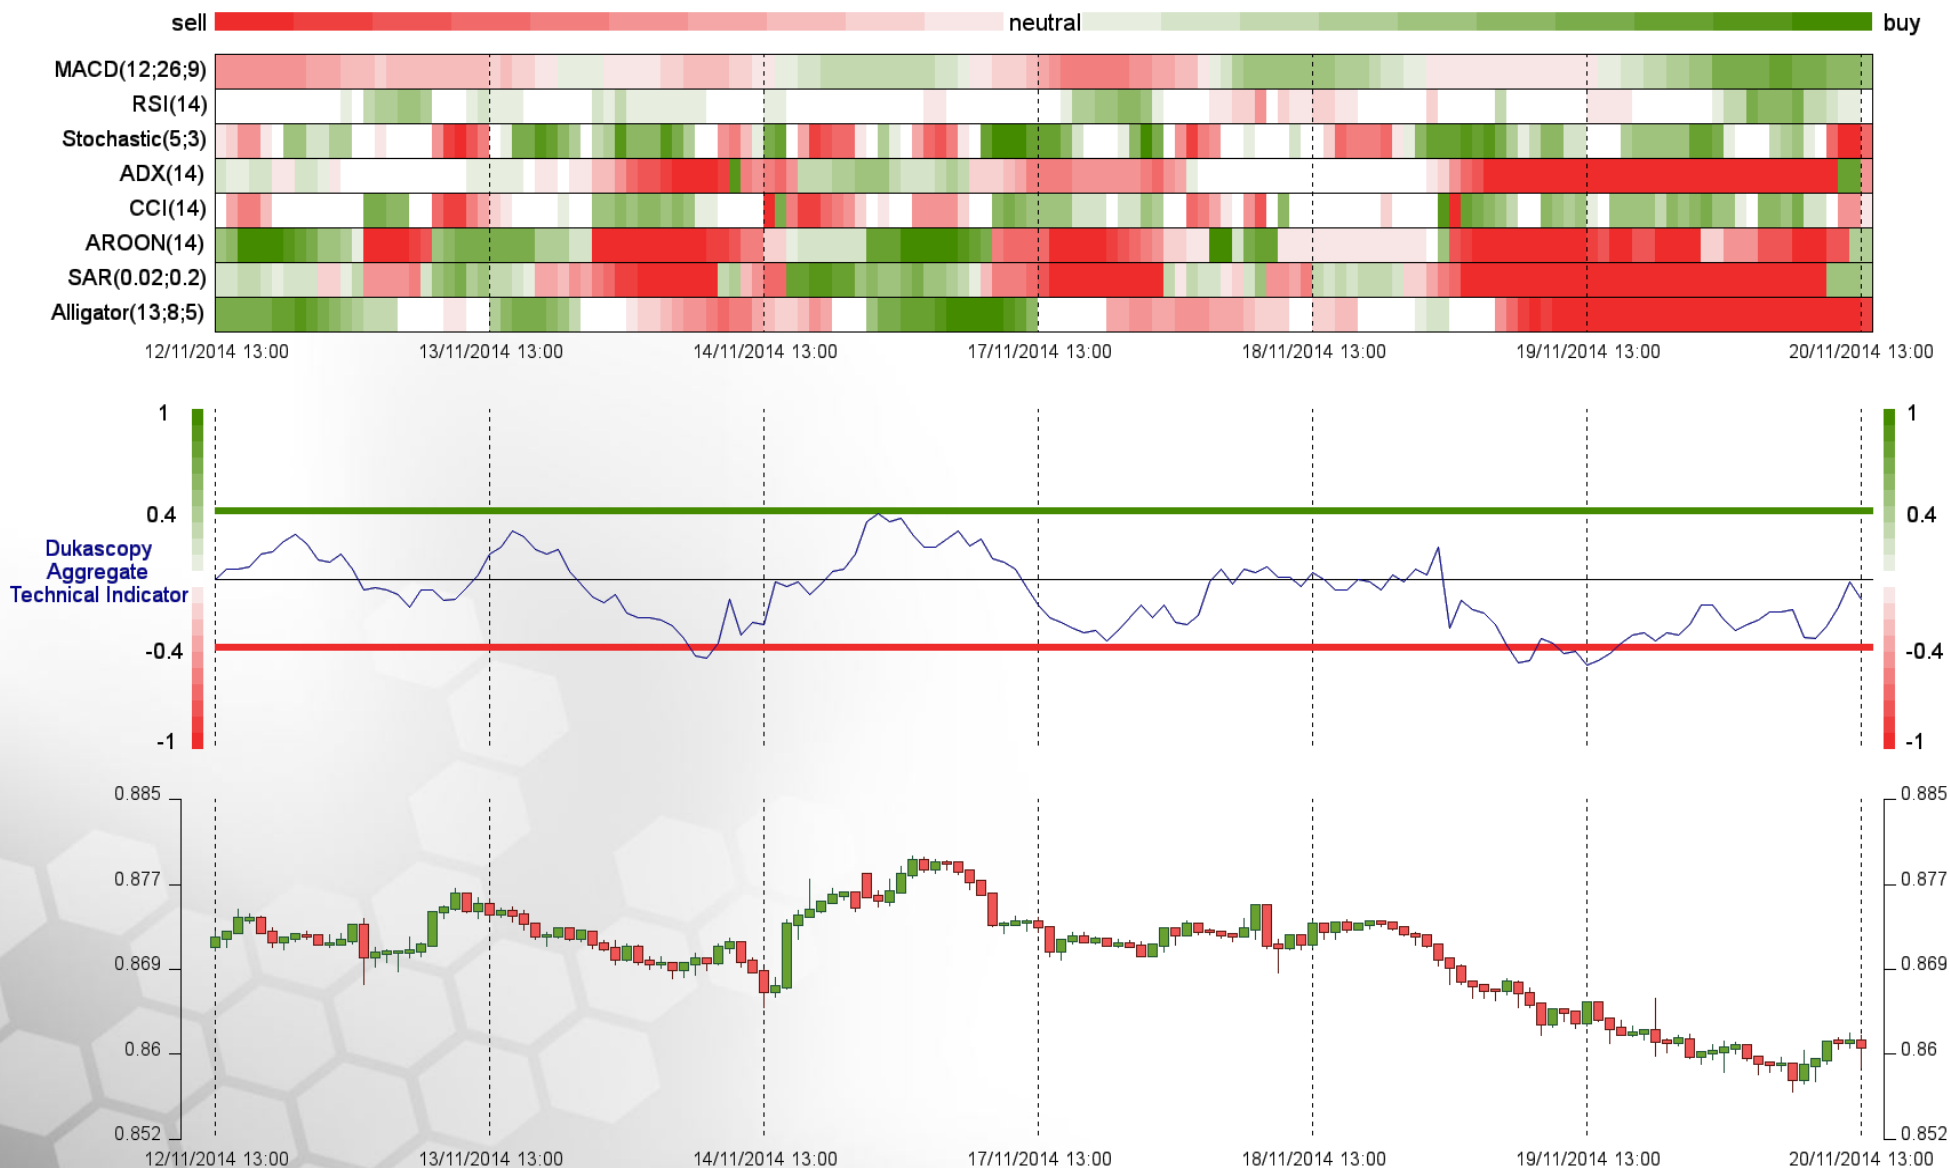 sell neutral buy
MACD(12;26;9)
RSI(14)
Stochastic(5;3)
ADX(14)
CCI(14)
AROON(14)
SAR(0.02;0.2)
Alligator(13;8;5)
12/11/2014 13:00 13/11/2014 13:00 14/11/2014 13:00 17/11/2014 13:00 18/11/2014 13:00 19/11/2014 13:00 20/11/2014 13:00
1 1
0.4 0.4
Dukascopy
Aggregate
Technical Indicator
-0.4 -0.4
-1 -1
0.885 0.885
0.877 0.877
0.869 0.869
0.86 0.86
0.852 0.852
12/11/2014 13:00 13/11/2014 13:00 14/11/2014 13:00 17/11/2014 13:00 18/11/2014 13:00 19/11/2014 13:00 20/11/2014 13:00